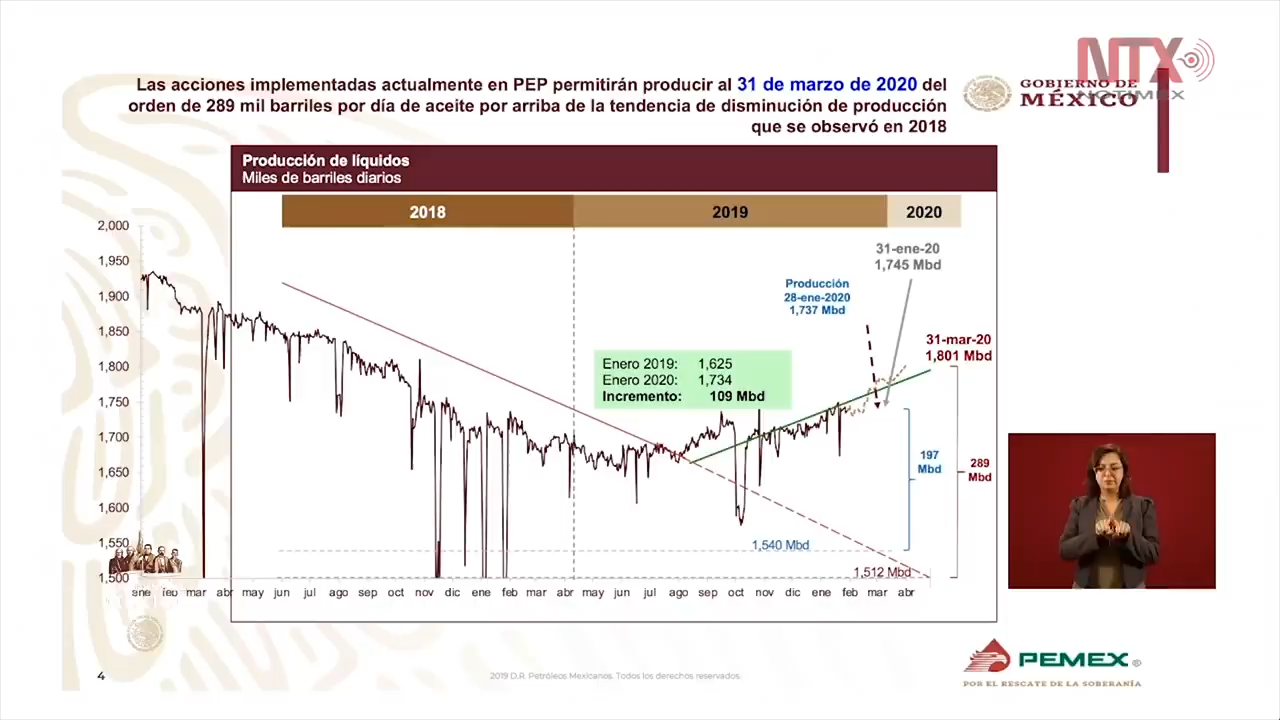 Las acciones implementadas actualmente en PEP permitirán producir al 31 de marzo de 2020 del
orden de 289 mil barriles por día de aceite por arriba de la tendencia de disminución de producción
que se observó en 2018
GOBIERNO DE
MÉXICO
NTX
NOTIMEX
Producción de líquidos
Miles de barriles diarios
2018
2019
2020
2,000
1,950
1,900
1,850
1,800
1,750
1,700
1,650
1,600
1,550
1,500
31-ene-20
1,745 Mbd
Producción
28-ene-2020
1,737 Mbd
31-mar-20
1,801 Mbd
Enero 2019: 1,625
Enero 2020: 1,734
Incremento: 109 Mbd
197
Mbd
289
Mbd
1,540 Mbd
1,512 Mbd
ene feb mar abr may jun jul ago sep oct nov dic ene feb mar abr may jun jul ago sep oct nov dic ene feb mar abr
4
2019 D.R. Petróleos Mexicanos. Todos los derechos reservados.
PEMEX®
POR EL RESCATE DE LA SOBERANÍA